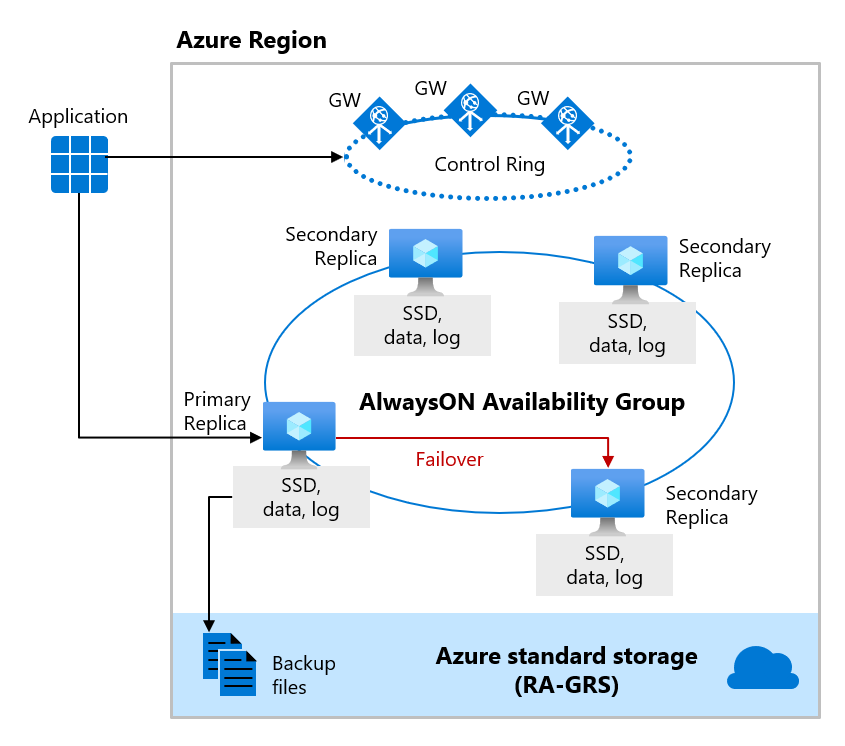 Azure Region
Application
GW
GW
GW
Control Ring
Secondary
Replica
SSD,
data, log
Secondary
Replica
SSD,
data, log
Primary
Replica
SSD,
data, log
AlwaysON Availability Group
Failover
Secondary
Replica
SSD,
data, log
Backup
files
Azure standard storage
(RA-GRS)